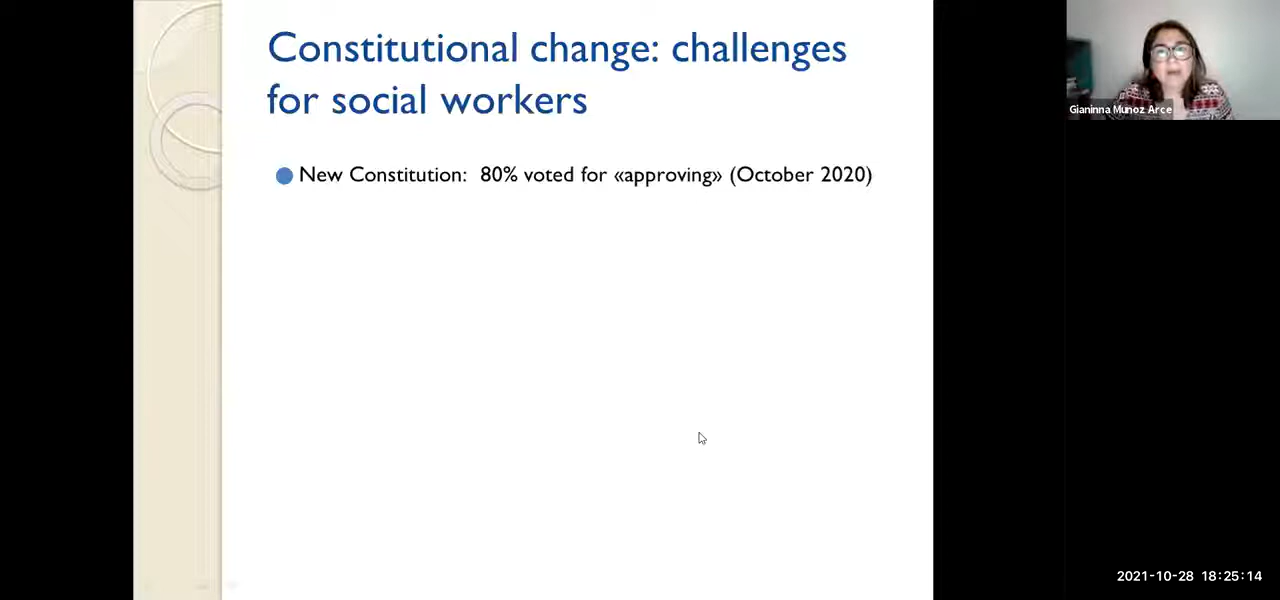 Constitutional change: challenges
for social workers
New Constitution: 80% voted for «approving» (October 2020)
Gianinna Munoz Arce
2021-10-28 18:25:14